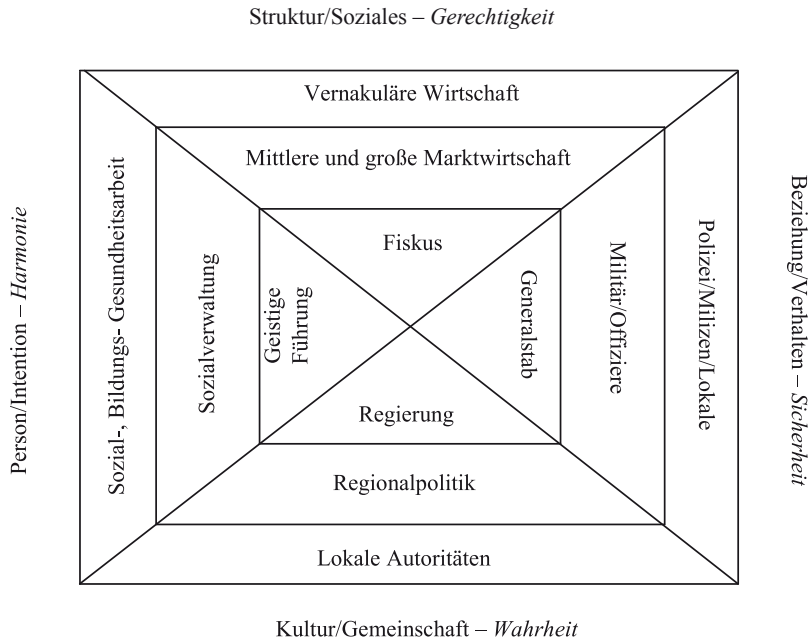 Struktur/Soziales – Gerechtigkeit
Vernakuläre Wirtschaft
Mittlere und große Marktwirtschaft
Fiskus
Person/Intention – Harmonie
Sozial-, Bildungs- Gesundheitsarbeit
Sozialverwaltung
Geistige
Führung
Generalstab
Militär/Offiziere
Polizei/Milizen/Lokale
Beziehung/Verhalten – Sicherheit
Regierung
Regionalpolitik
Lokale Autoritäten
Kultur/Gemeinschaft – Wahrheit